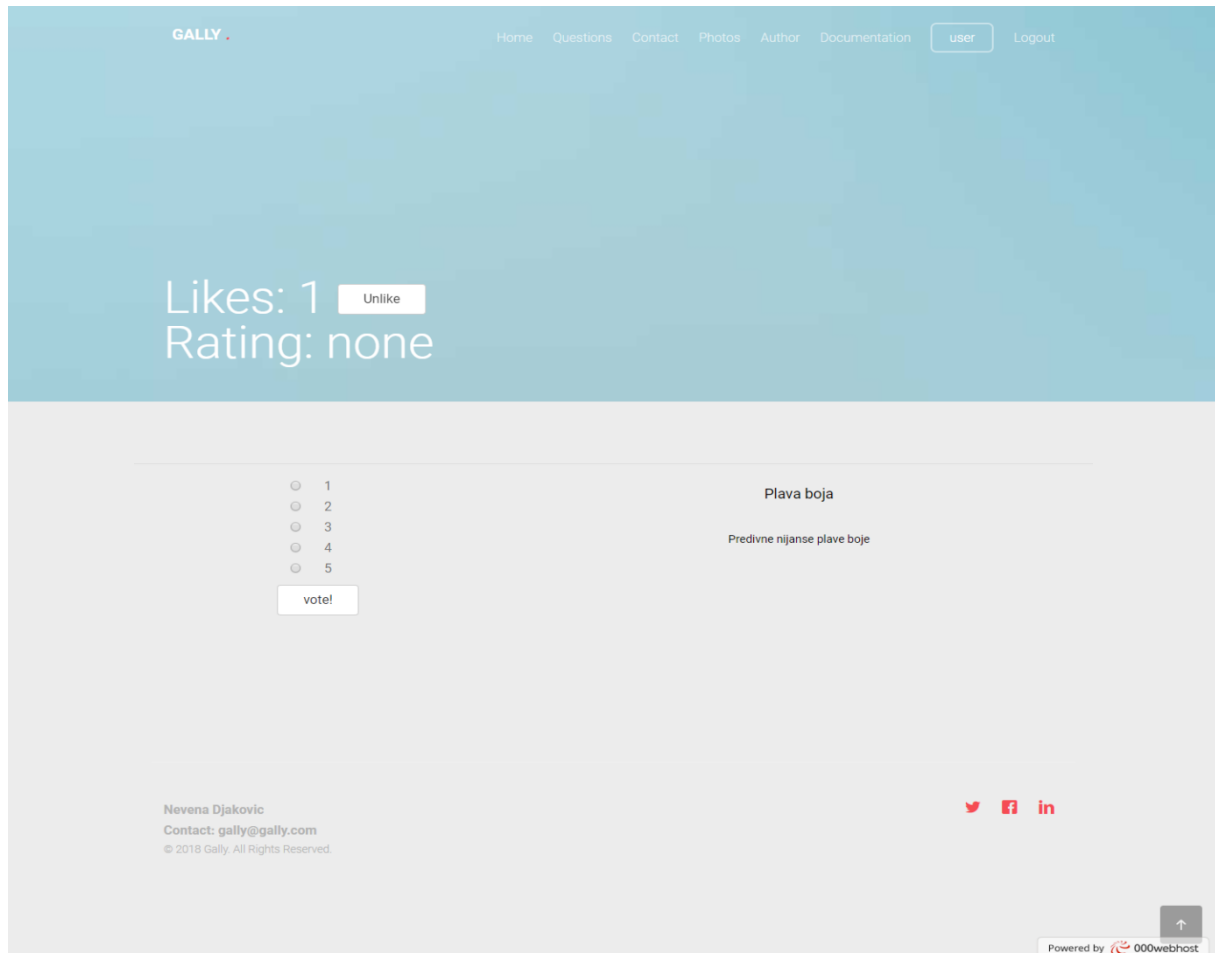 GALLY .
Home Questions Contact Photos Author Documentation user Logout
Likes: 1 Unlike
Rating: none
1
2
3
4
5
vote!
Plava boja
Predivne nijanse plave boje
Nevena Djakovic
Contact: gally@gally.com
© 2018 Gally. All Rights Reserved.
Powered by 000webhost